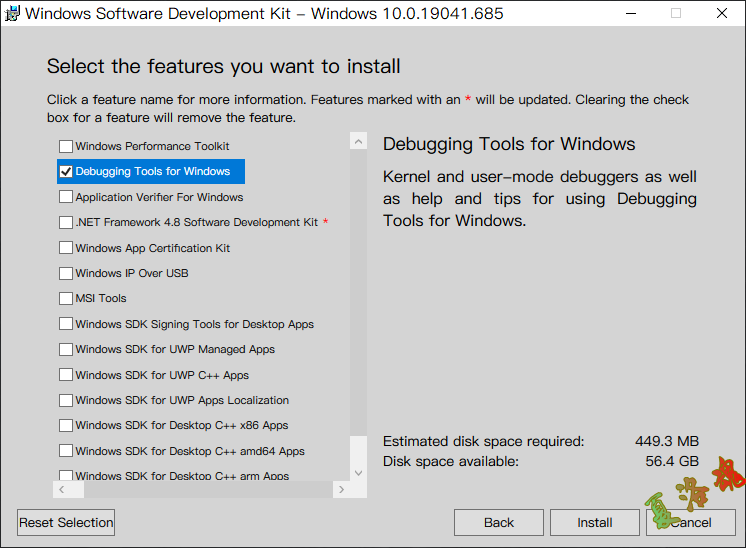 Windows Software Development Kit - Windows 10.0.19041.685
Select the features you want to install
Click a feature name for more information. Features marked with an * will be updated. Clearing the check
box for a feature will remove the feature.
Windows Performance Toolkit
Debugging Tools for Windows
Application Verifier For Windows
.NET Framework 4.8 Software Development Kit *
Windows App Certification Kit
Windows IP Over USB
MSI Tools
Windows SDK Signing Tools for Desktop Apps
Windows SDK for UWP Managed Apps
Windows SDK for UWP C++ Apps
Windows SDK for UWP Apps Localization
Windows SDK for Desktop C++ x86 Apps
Windows SDK for Desktop C++ amd64 Apps
Windows SDK for Desktop C++ arm Apps
Debugging Tools for Windows
Kernel and user-mode debuggers as well
as help and tips for using Debugging
Tools for Windows.
Estimated disk space required: 449.3 MB
Disk space available: 56.4 GB
Reset Selection
Back
Install
Cancel